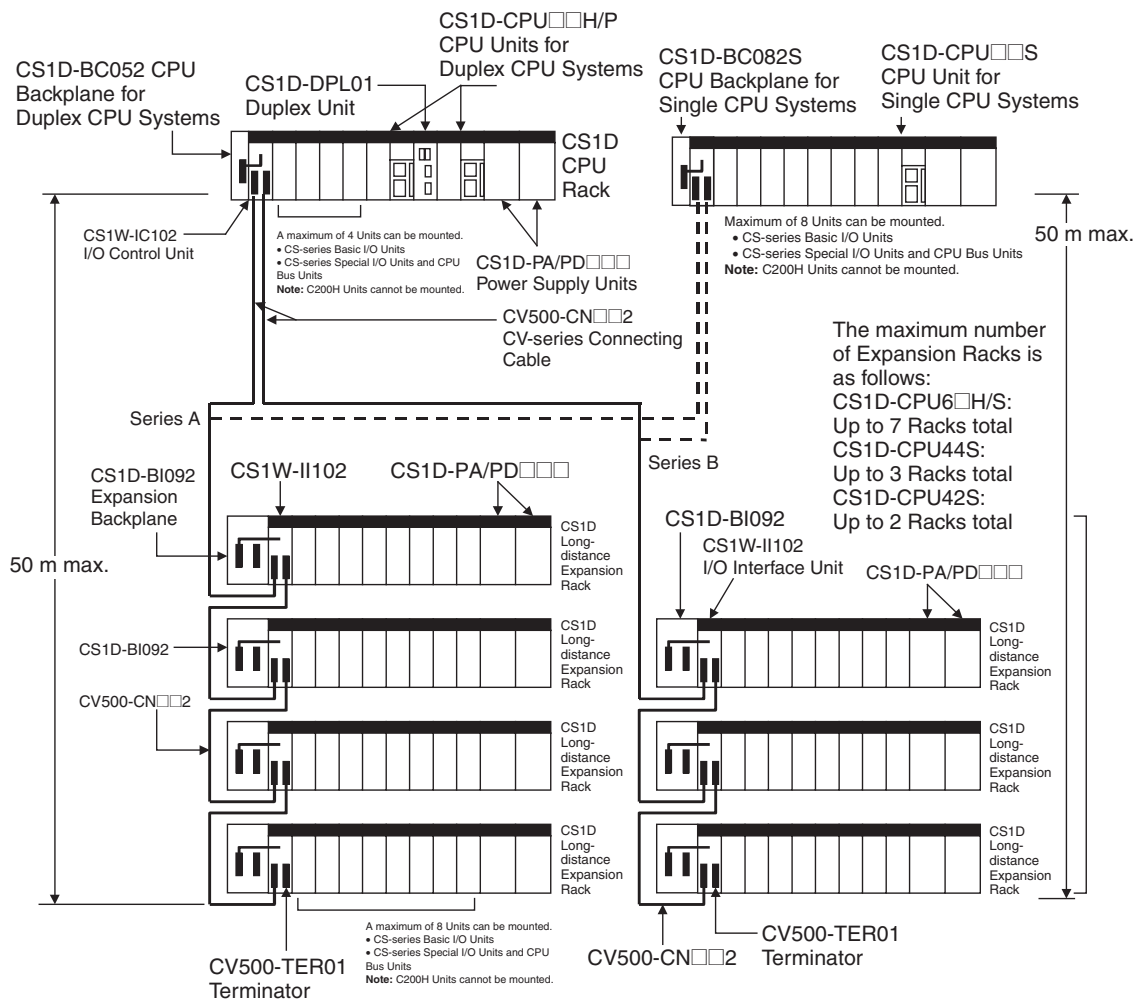 CS1D-CPU□□H/P
CPU Units for
Duplex CPU Systems
CS1D-BC052 CPU
Backplane for
Duplex CPU Systems
CS1D-DPL01
Duplex Unit
CS1D-BC082S
CPU Backplane for
Single CPU Systems
CS1D-CPU□□S
CPU Unit for
Single CPU Systems
CS1D
CPU
Rack
CS1W-IC102
I/O Control Unit
A maximum of 4 Units can be mounted.
• CS-series Basic I/O Units
• CS-series Special I/O Units and CPU
Bus Units
Note: C200H Units cannot be mounted.
CS1D-PA/PD□□□
Power Supply Units
Maximum of 8 Units can be mounted.
• CS-series Basic I/O Units
• CS-series Special I/O Units and CPU Bus Units
Note: C200H Units cannot be mounted.
50 m max.
CV500-CN□□2
CV-series Connecting
Cable
The maximum number
of Expansion Racks is
as follows:
CS1D-CPU6□H/S:
Up to 7 Racks total
CS1D-CPU44S:
Up to 3 Racks total
CS1D-CPU42S:
Up to 2 Racks total
Series A
Series B
CS1D-BI092
Expansion
Backplane
CS1W-II102
CS1D-PA/PD□□□
CS1D
Long-
distance
Expansion
Rack
50 m max.
CS1D-BI092
CS1W-II102
I/O Interface Unit
CS1D-PA/PD□□□
CS1D-BI092
CS1D
Long-
distance
Expansion
Rack
CS1D
Long-
distance
Expansion
Rack
CV500-CN□□2
CS1D
Long-
distance
Expansion
Rack
CS1D
Long-
distance
Expansion
Rack
CS1D
Long-
distance
Expansion
Rack
CS1D
Long-
distance
Expansion
Rack
CV500-TER01
Terminator
A maximum of 8 Units can be mounted.
• CS-series Basic I/O Units
• CS-series Special I/O Units and CPU
Bus Units
Note: C200H Units cannot be mounted.
CV500-CN□□2
CV500-TER01
Terminator